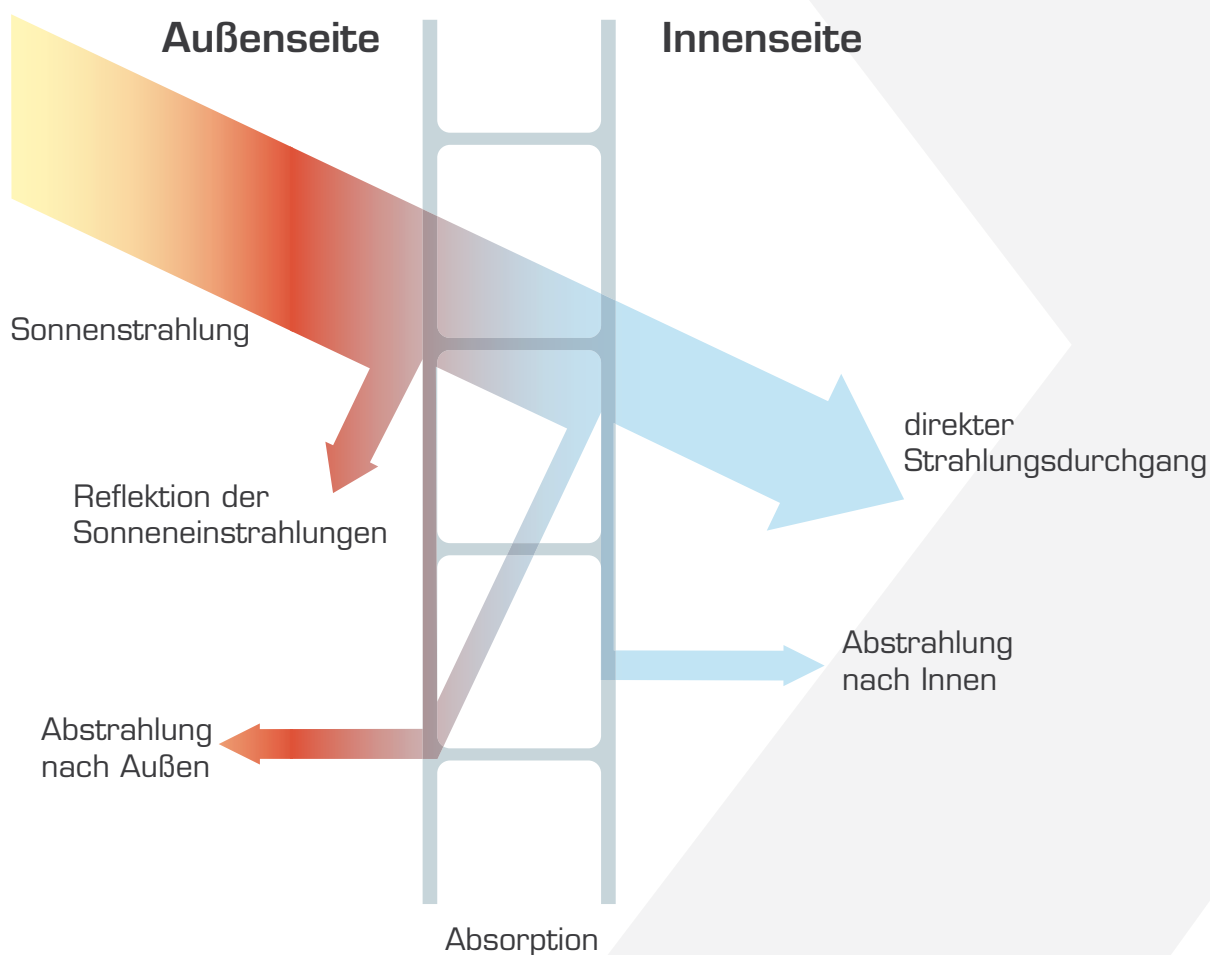 Außenseite
Innenseite
Sonnenstrahlung
direkter
Strahlungsdurchgang
Reflektion der
Sonneneinstrahlungen
Abstrahlung
nach Innen
Abstrahlung
nach Außen
Absorption